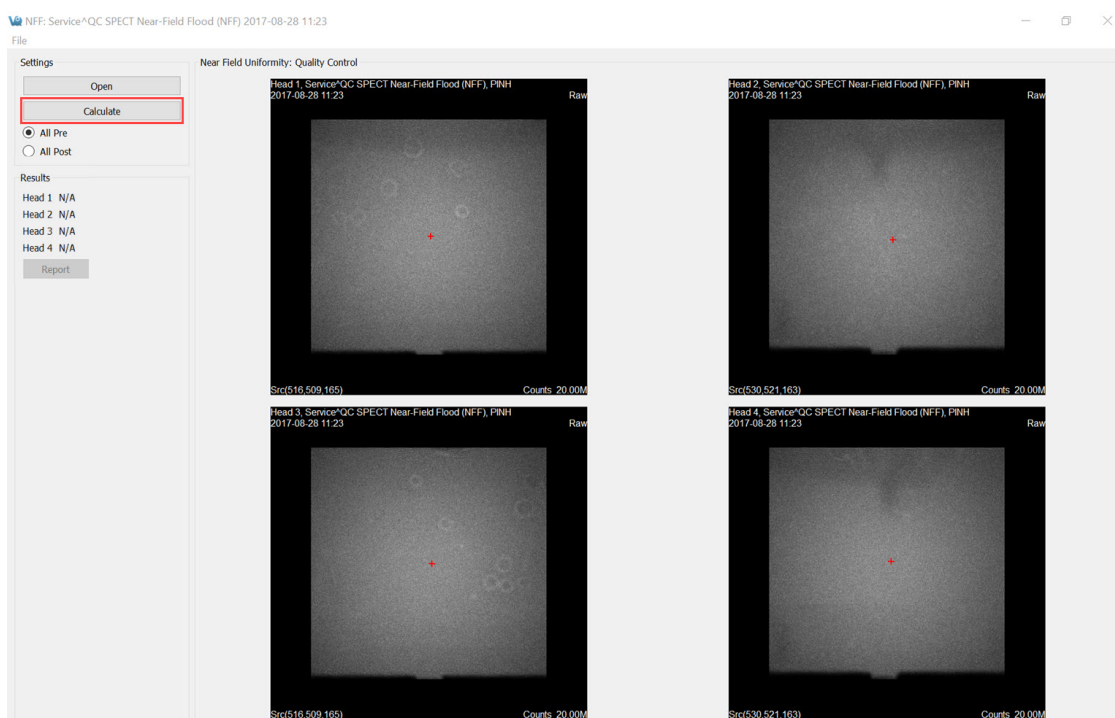 NFF: Service^QC SPECT Near-Field Flood (NFF) 2017-08-28 11:23
File
Settings
Open
Calculate
All Pre
All Post
Results
Head 1 N/A
Head 2 N/A
Head 3 N/A
Head 4 N/A
Report
Near Field Uniformity: Quality Control
Head 1, Service^QC SPECT Near-Field Flood (NFF), PINH
2017-08-28 11:23 Raw
Src(516,509,165) Counts 20.00M
Head 2, Service^QC SPECT Near-Field Flood (NFF), PINH
2017-08-28 11:23 Raw
Src(530,521,163) Counts 20.00M
Head 3, Service^QC SPECT Near-Field Flood (NFF), PINH
2017-08-28 11:23 Raw
Src(516,509,165) Counts 20.00M
Head 4, Service^QC SPECT Near-Field Flood (NFF), PINH
2017-08-28 11:23 Raw
Src(530,521,163) Counts 20.00M